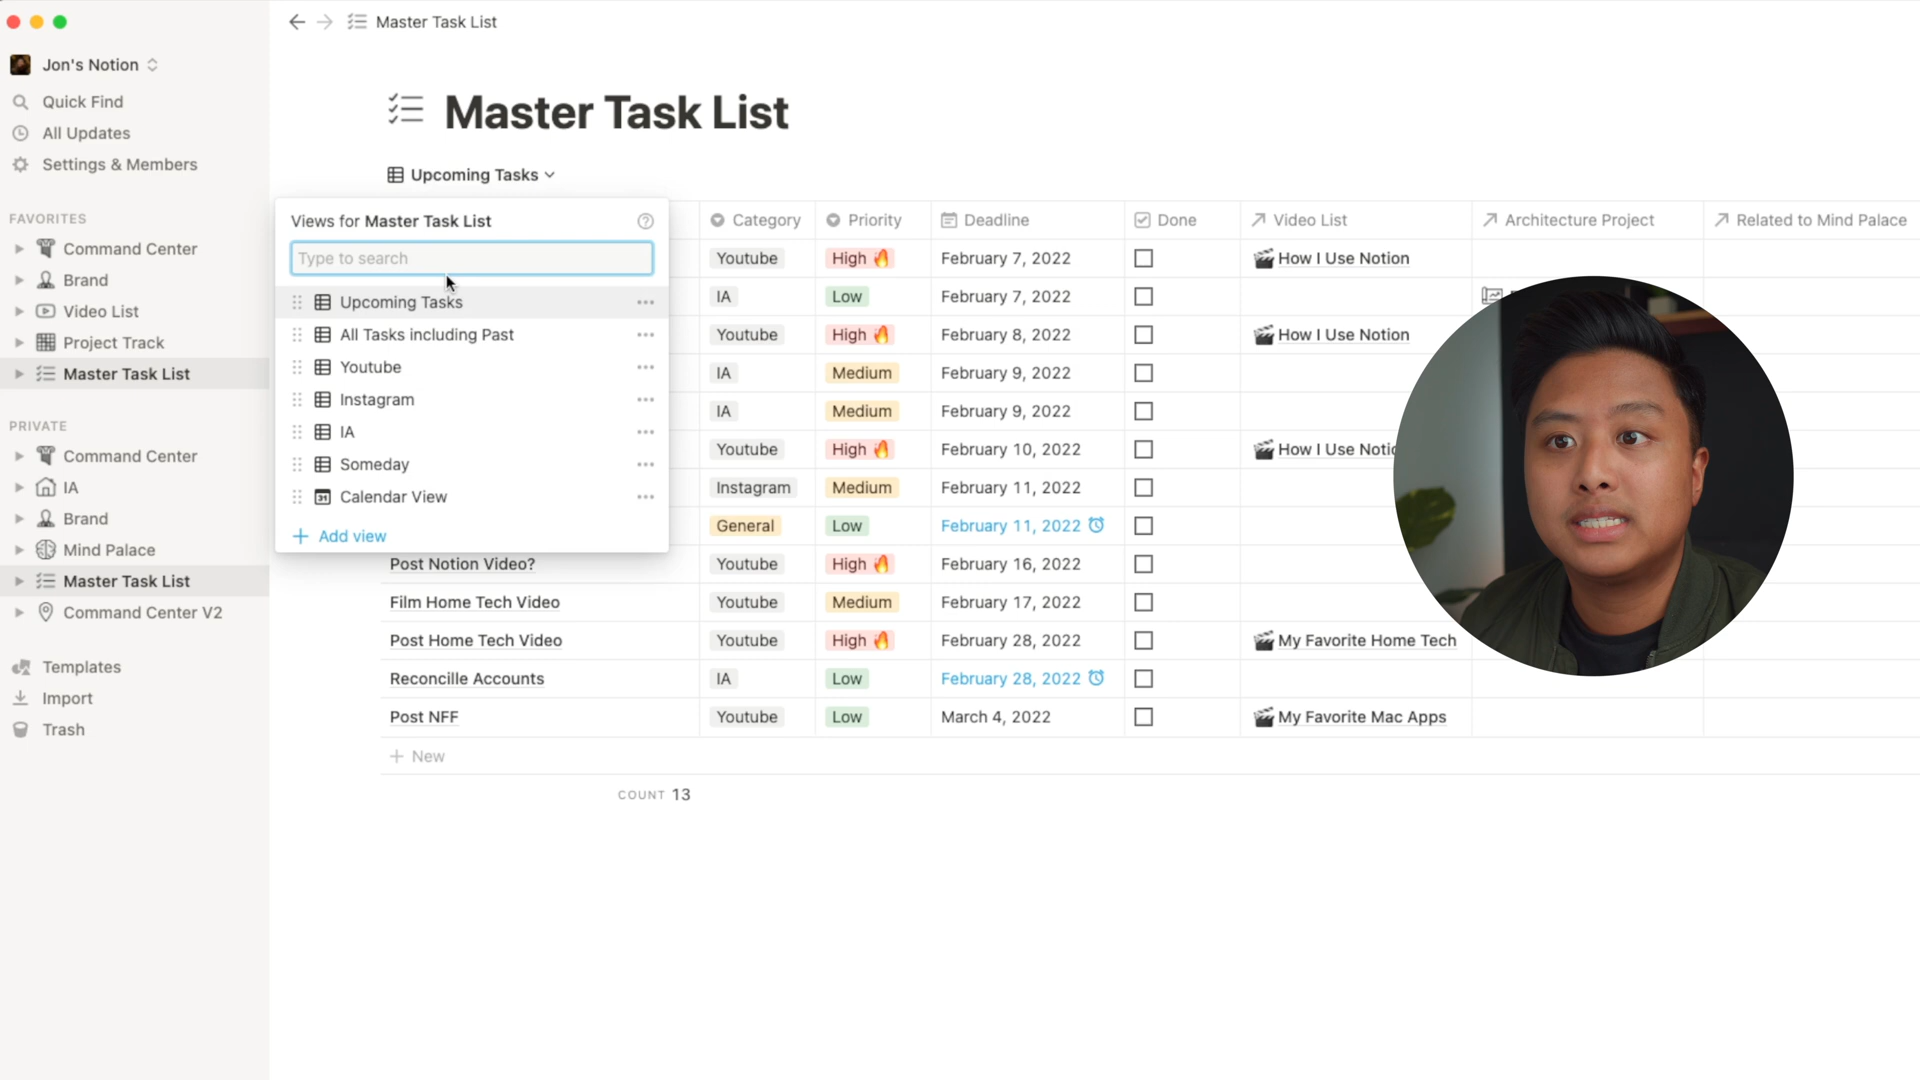 Master Task List
Jon's Notion
Quick Find
All Updates
Settings & Members
FAVORITES
Command Center
Brand
Video List
Project Track
Master Task List
PRIVATE
Command Center
IA
Brand
Mind Palace
Master Task List
Command Center V2
Templates
Import
Trash
Master Task List
Upcoming Tasks
Views for Master Task List
Type to search
Upcoming Tasks
All Tasks including Past
Youtube
Instagram
IA
Someday
31 Calendar View
+ Add view
Category Priority Deadline Done Video List Architecture Project Related to Mind Palace
Youtube High February 7, 2022 How I Use Notion
IA Low February 7, 2022
Youtube High February 8, 2022 How I Use Notion
IA Medium February 9, 2022
IA Medium February 9, 2022
Youtube High February 10, 2022 How I Use
Instagram Medium February 11, 2022
General Low February 11, 2022
Post Notion Video? Youtube High February 16, 2022
Film Home Tech Video Youtube Medium February 17, 2022
Post Home Tech Video Youtube High February 28, 2022 My Favorite Home Tech
Reconcille Accounts IA Low February 28, 2022
Post NFF Youtube Low March 4, 2022 My Favorite Mac Apps
+ New
COUNT 13